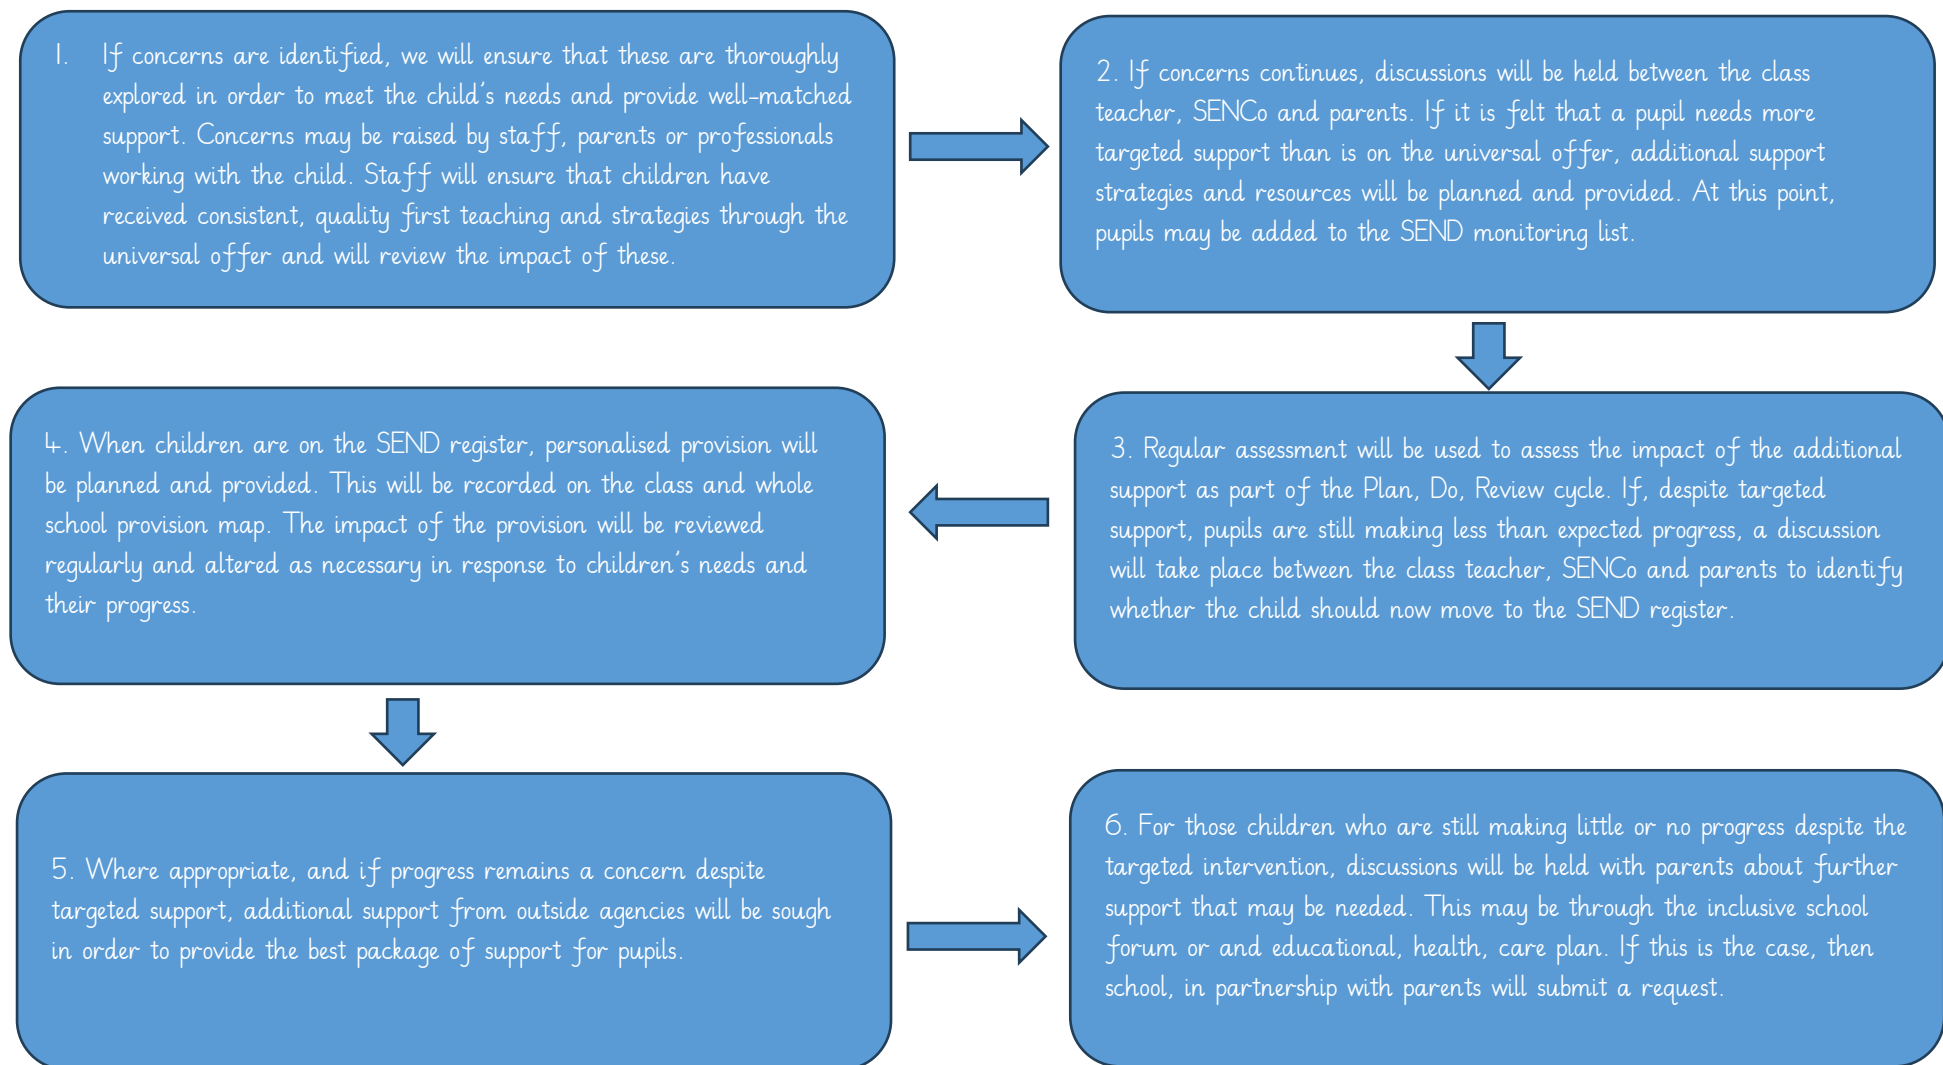 1. If concerns are identified, we will ensure that these are thoroughly
explored in order to meet the child's needs and provide well-matched
support. Concerns may be raised by staff, parents or professionals
working with the child. Staff will ensure that children have
received consistent, quality first teaching and strategies through the
universal offer and will review the impact of these.
2. If concerns continues, discussions will be held between the class
teacher, SENCo and parents. If it is felt that a pupil needs more
targeted support than is on the universal offer, additional support
strategies and resources will be planned and provided. At this point,
pupils may be added to the SEND monitoring list.
3. Regular assessment will be used to assess the impact of the additional
support as part of the Plan, Do, Review cycle. If, despite targeted
support, pupils are still making less than expected progress, a discussion
will take place between the class teacher, SENCo and parents to identify
whether the child should now move to the SEND register.
4. When children are on the SEND register, personalised provision will
be planned and provided. This will be recorded on the class and whole
school provision map. The impact of the provision will be reviewed
regularly and altered as necessary in response to children's needs and
their progress.
5. Where appropriate, and if progress remains a concern despite
targeted support, additional support from outside agencies will be sough
in order to provide the best package of support for pupils.
6. For those children who are still making little or no progress despite the
targeted intervention, discussions will be held with parents about further
support that may be needed. This may be through the inclusive school
forum or and educational, health, care plan. If this is the case, then
school, in partnership with parents will submit a request.